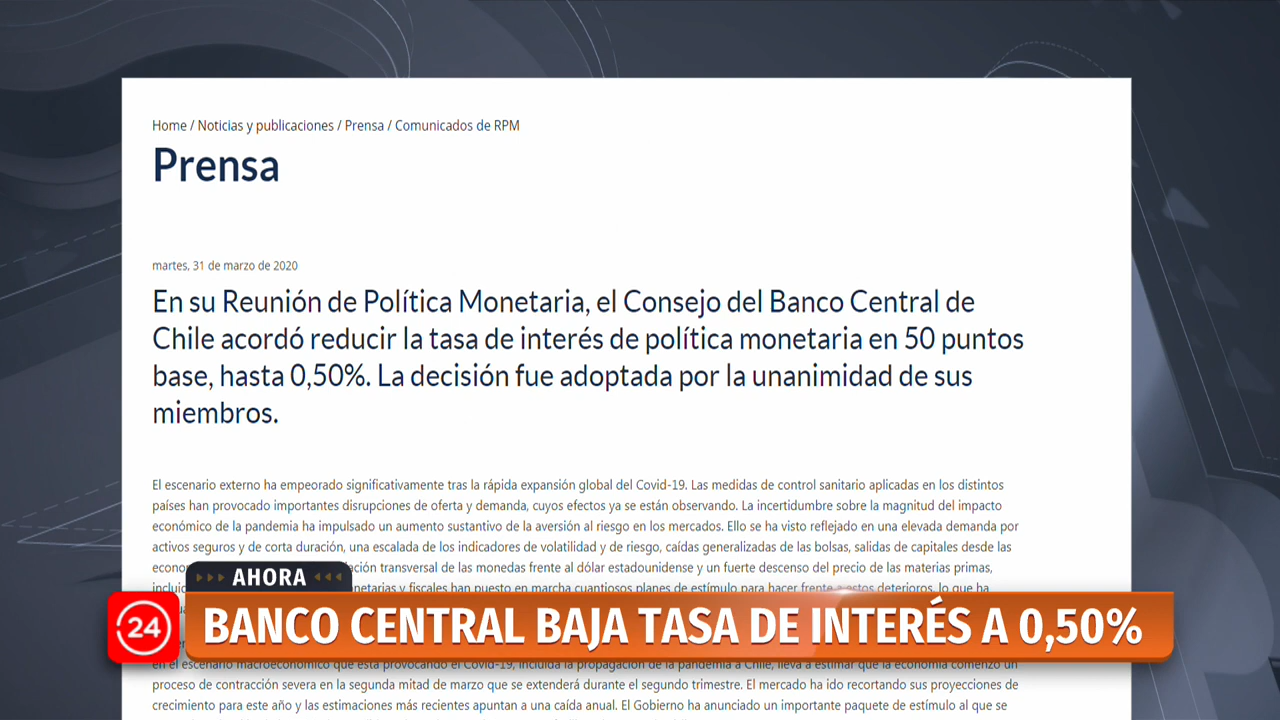 Home / Noticias y publicaciones / Prensa / Comunicados de RPM
Prensa
martes, 31 de marzo de 2020
En su Reunión de Política Monetaria, el Consejo del Banco Central de
Chile acordó reducir la tasa de interés de política monetaria en 50 puntos
base, hasta 0,50%. La decisión fue adoptada por la unanimidad de sus
miembros.
El escenario externo ha empeorado significativamente tras la rápida expansión global del Covid-19. Las medidas de control sanitario aplicadas en los distintos
países han provocado importantes disrupciones de oferta y demanda, cuyos efectos ya se están observando. La incertidumbre sobre la magnitud del impacto
económico de la pandemia ha impulsado un aumento sustantivo de la aversión al riesgo en los mercados. Ello se ha visto reflejado en una elevada demanda por
activos seguros y de corta duración, una escalada de los indicadores de volatilidad y de riesgo, caídas generalizadas de las bolsas, salidas de capitales desde las
transversal de las monedas frente al dólar estadounidense y un fuerte descenso del precio de las materias primas,
y fiscales han puesto en marcha cuantiosos planes de estímulo para hacer frente a estos deterioros, lo que ha
AHORA
24
BANCO CENTRAL BAJA TASA DE INTERÉS A 0,50%
en el escenario macroeconómico que está provocando el Covid-19, incluida la propagación de la pandemia a Chile, lleva a estimar que la economía comenzó un
proceso de contracción severa en la segunda mitad de marzo que se extenderá durante el segundo trimestre. El mercado ha ido recortando sus proyecciones de
crecimiento para este año y las estimaciones más recientes apuntan a una caída anual. El Gobierno ha anunciado un importante paquete de estímulo al que se